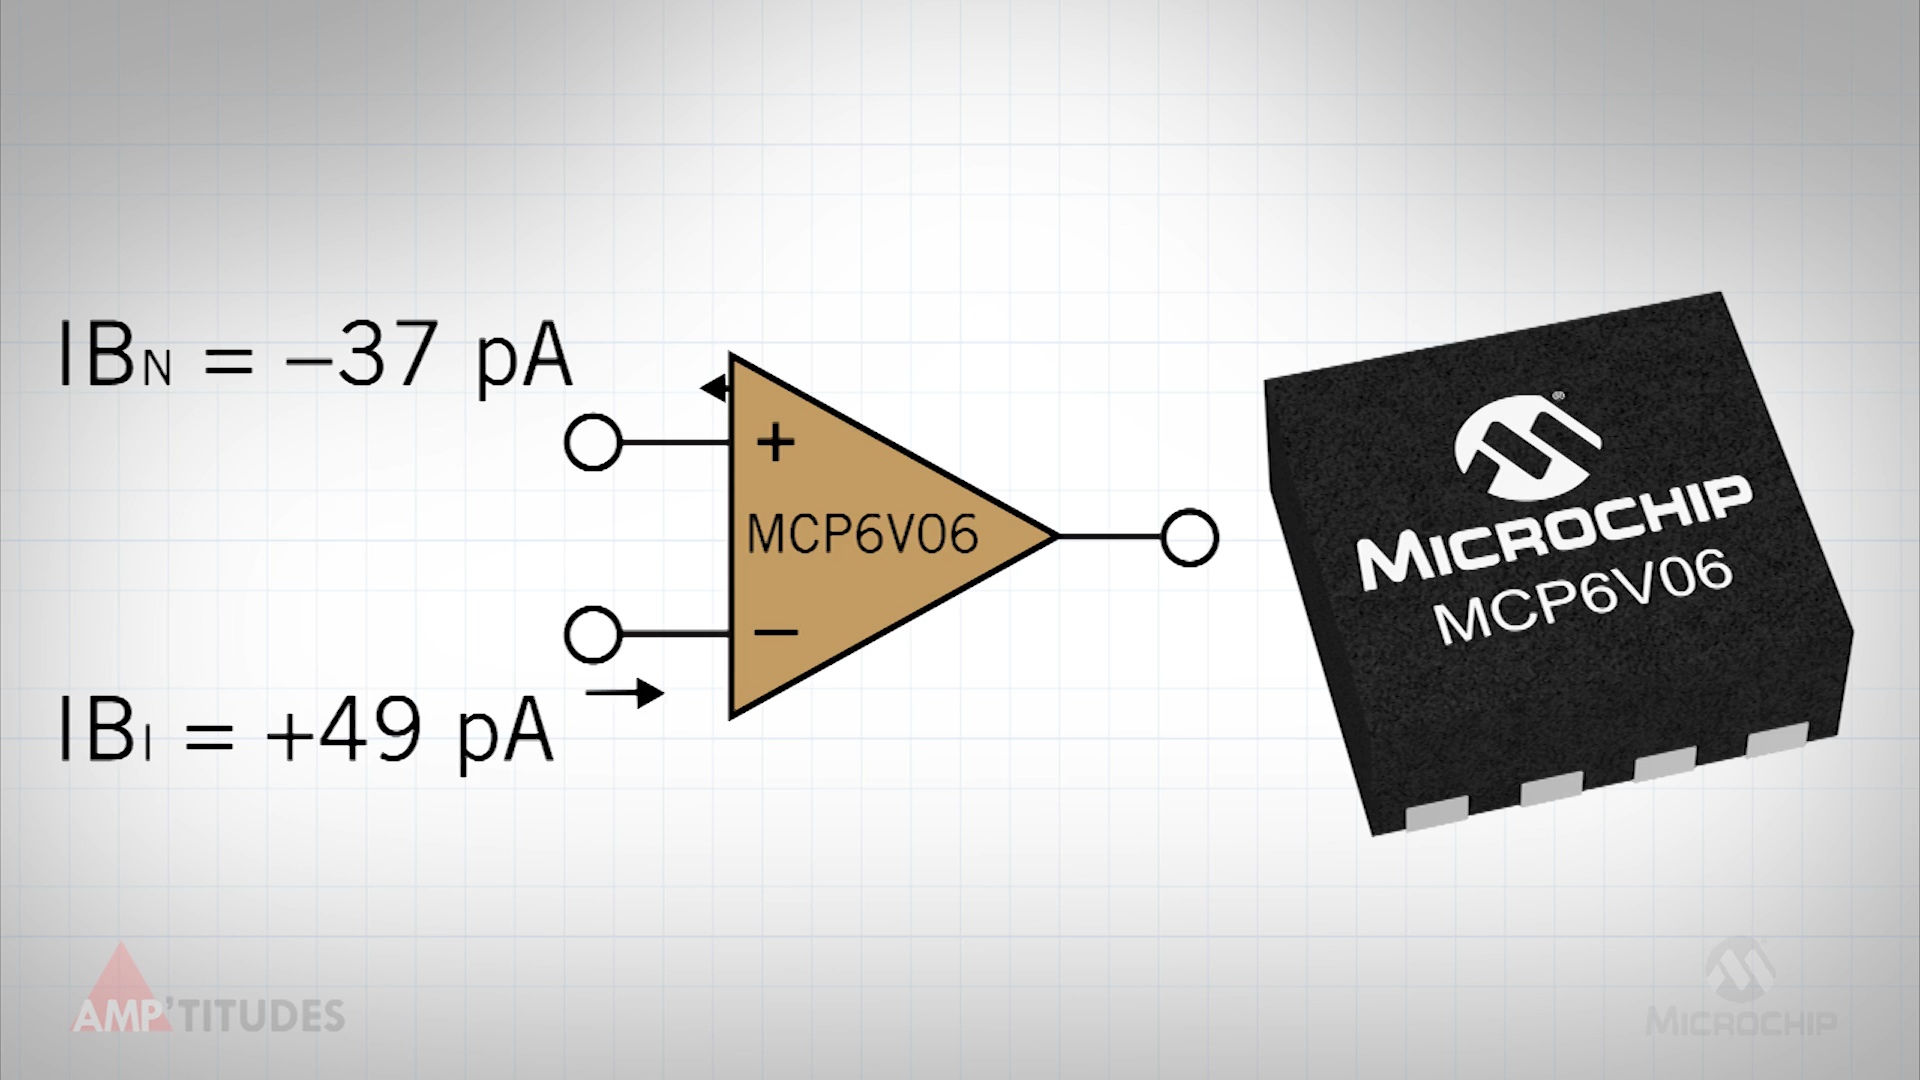 IBN = –37 pA
+
MCP6V06
–
IBI = +49 pA
®
MICROCHIP
MCP6V06
AMP'TITUDES
MICROCHIP